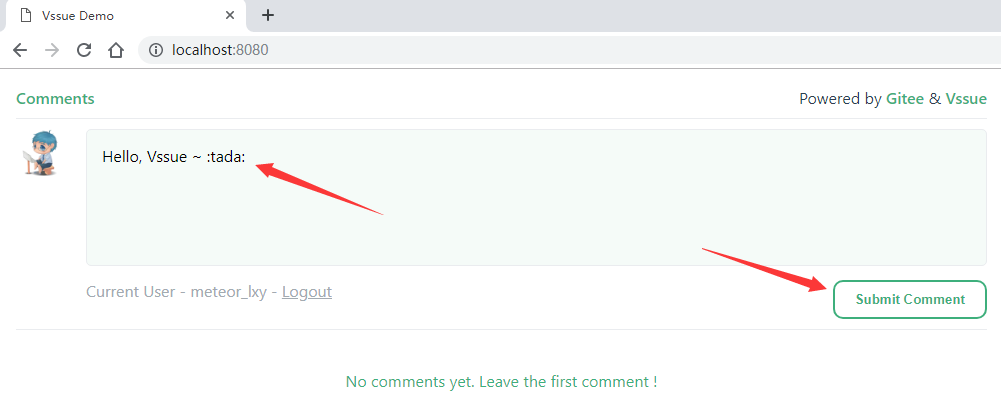 Vssue Demo
localhost:8080
Comments
Powered by Gitee & Vssue
Hello, Vssue ~ :tada:
Current User - meteor_lxy - Logout
Submit Comment
No comments yet. Leave the first comment !